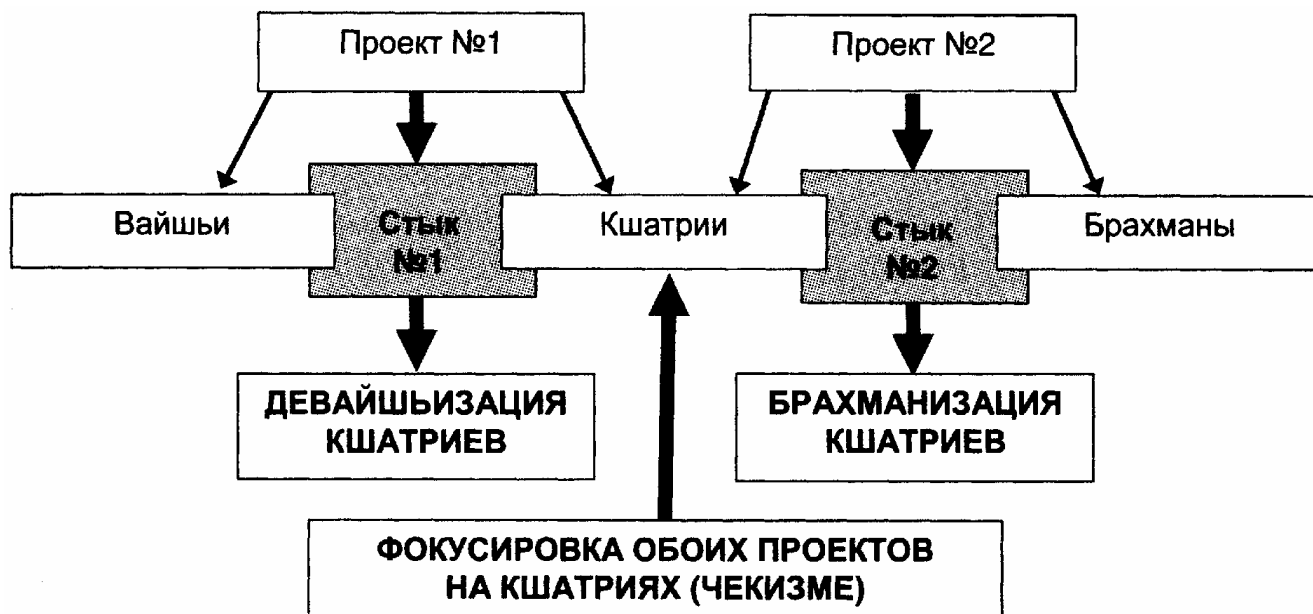 Проект №1
Проект №2
Вайшьи
Стык
№1
Кшатрии
Стык
№2
Брахманы
ДЕВАЙШЬИЗАЦИЯ
КШАТРИЕВ
БРАХМАНИЗАЦИЯ
КШАТРИЕВ
ФОКУСИРОВКА ОБОИХ ПРОЕКТОВ
НА КШАТРИЯХ (ЧЕКИЗМЕ)